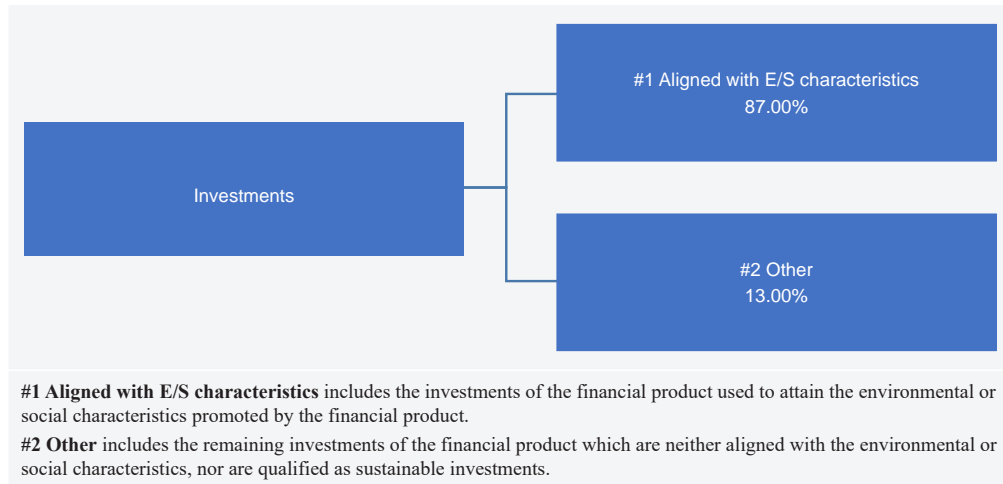 #1 Aligned with E/S characteristics
87.00%
Investments
#2 Other
13.00%
#1 Aligned with E/S characteristics includes the investments of the financial product used to attain the environmental or
social characteristics promoted by the financial product.
#2 Other includes the remaining investments of the financial product which are neither aligned with the environmental or
social characteristics, nor are qualified as sustainable investments.